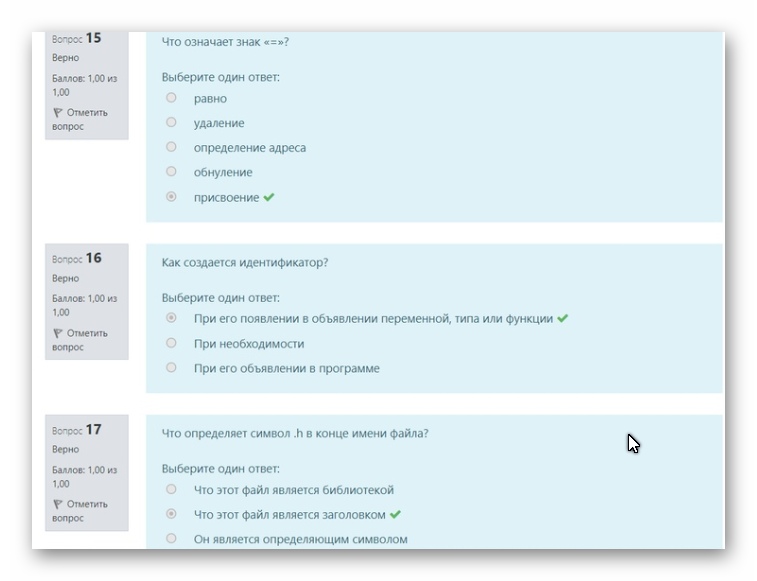 Вопрос 15
Верно
Баллов: 1,00 из
1,00
Отметить
вопрос
Что означает знак «=»?
Выберите один ответ:
равно
удаление
определение адреса
обнуление
присвоение
Вопрос 16
Верно
Баллов: 1,00 из
1,00
Отметить
вопрос
Как создается идентификатор?
Выберите один ответ:
При его появлении в объявлении переменной, типа или функции
При необходимости
При его объявлении в программе
Вопрос 17
Верно
Баллов: 1,00 из
1,00
Отметить
вопрос
Что определяет символ .h в конце имени файла?
Выберите один ответ:
Что этот файл является библиотекой
Что этот файл является заголовком
Он является определяющим символом